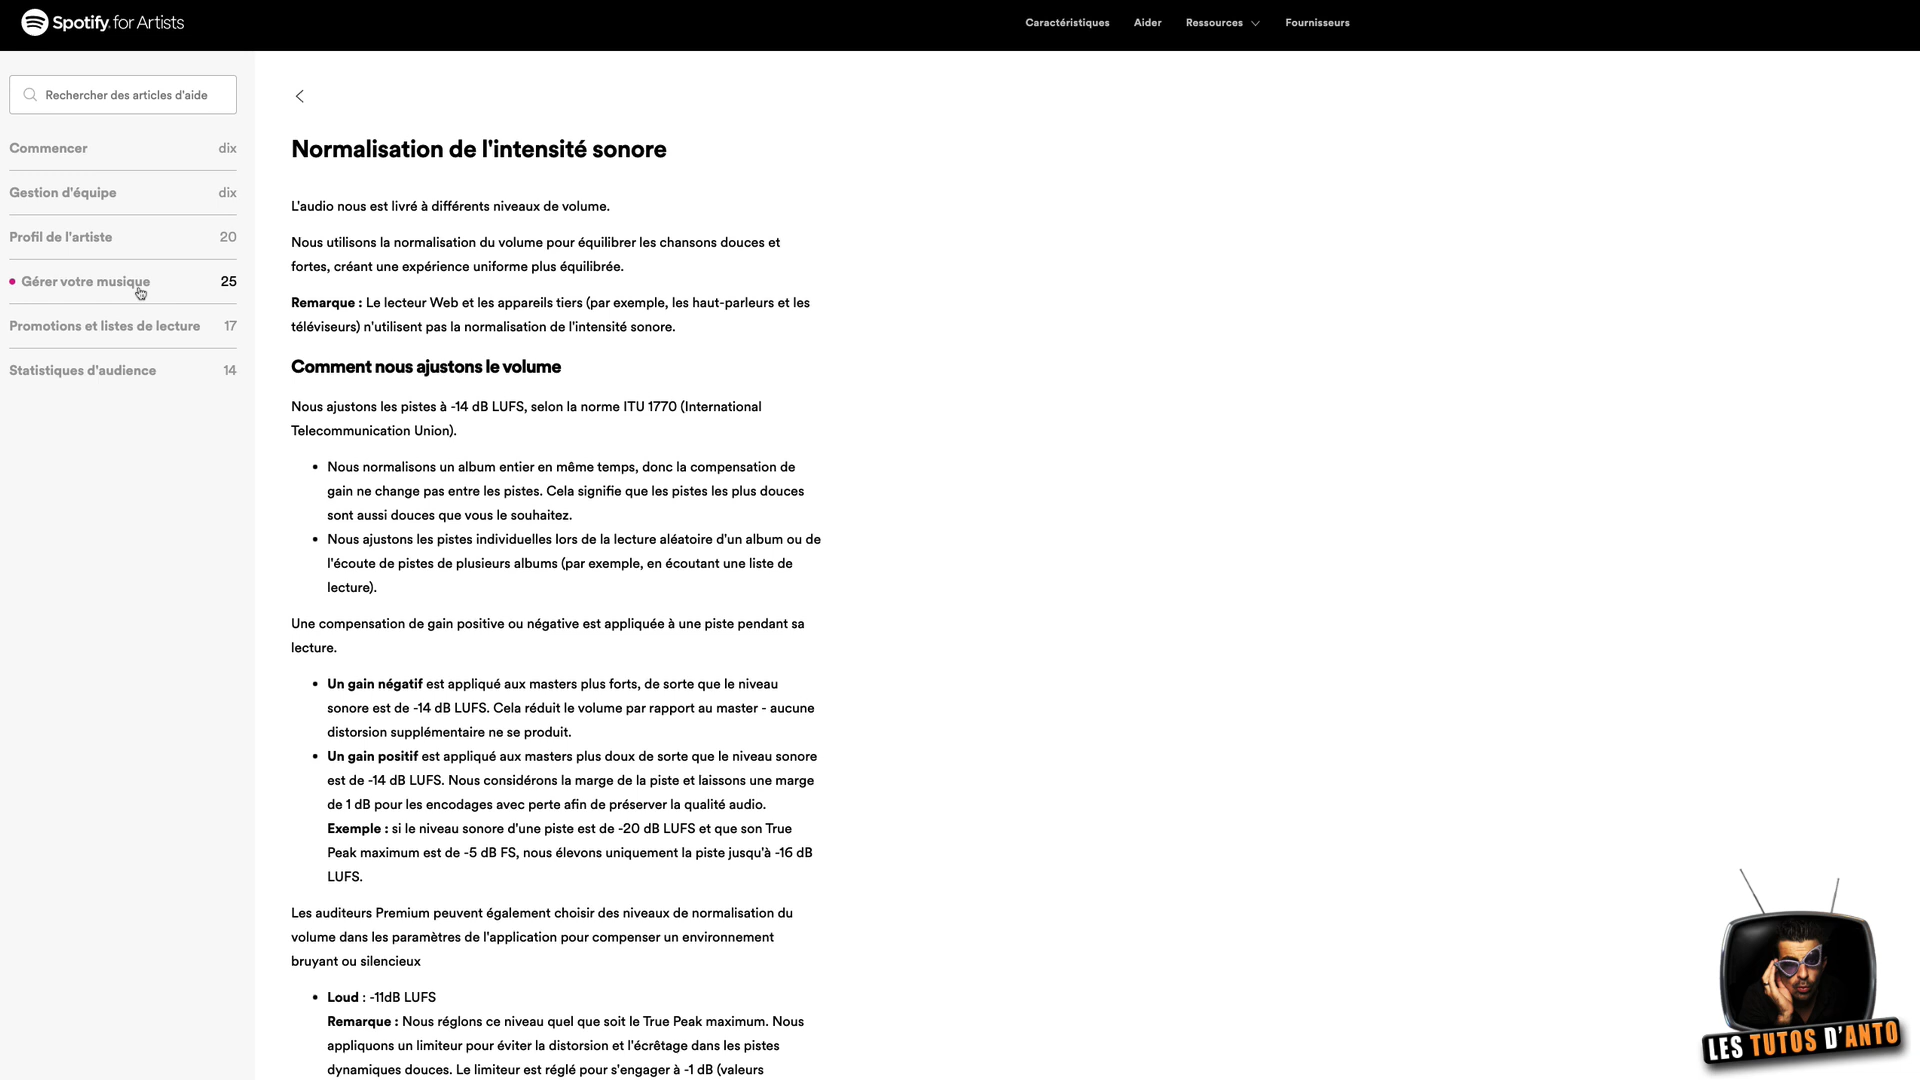 Spotify for Artists
Caractéristiques
Aider
Ressources
Fournisseurs
Rechercher des articles d'aide
Commencer dix
Gestion d'équipe dix
Profil de l'artiste 20
Gérer votre musique 25
Promotions et listes de lecture 17
Statistiques d'audience 14
Normalisation de l'intensité sonore
L'audio nous est livré à différents niveaux de volume.
Nous utilisons la normalisation du volume pour équilibrer les chansons douces et
fortes, créant une expérience uniforme plus équilibrée.
Remarque : Le lecteur Web et les appareils tiers (par exemple, les haut-parleurs et les
téléviseurs) n'utilisent pas la normalisation de l'intensité sonore.
Comment nous ajustons le volume
Nous ajustons les pistes à -14 dB LUFS, selon la norme ITU 1770 (International
Telecommunication Union).
• Nous normalisons un album entier en même temps, donc la compensation de
gain ne change pas entre les pistes. Cela signifie que les pistes les plus douces
sont aussi douces que vous le souhaitez.
• Nous ajustons les pistes individuelles lors de la lecture aléatoire d'un album ou de
l'écoute de pistes de plusieurs albums (par exemple, en écoutant une liste de
lecture).
Une compensation de gain positive ou négative est appliquée à une piste pendant sa
lecture.
• Un gain négatif est appliqué aux masters plus forts, de sorte que le niveau
sonore est de -14 dB LUFS. Cela réduit le volume par rapport au master - aucune
distorsion supplémentaire ne se produit.
• Un gain positif est appliqué aux masters plus doux de sorte que le niveau sonore
est de -14 dB LUFS. Nous considérons la marge de la piste et laissons une marge
de 1 dB pour les encodages avec perte afin de préserver la qualité audio.
Exemple : si le niveau sonore d'une piste est de -20 dB LUFS et que son True
Peak maximum est de -5 dB FS, nous élevons uniquement la piste jusqu'à -16 dB
LUFS.
Les auditeurs Premium peuvent également choisir des niveaux de normalisation du
volume dans les paramètres de l'application pour compenser un environnement
bruyant ou silencieux
• Loud : -11dB LUFS
Remarque : Nous réglons ce niveau quel que soit le True Peak maximum. Nous
appliquons un limiteur pour éviter la distorsion et l'écrêtage dans les pistes
dynamiques douces. Le limiteur est réglé pour s'engager à -1 dB (valeurs
LES TUTOS D'ANTO